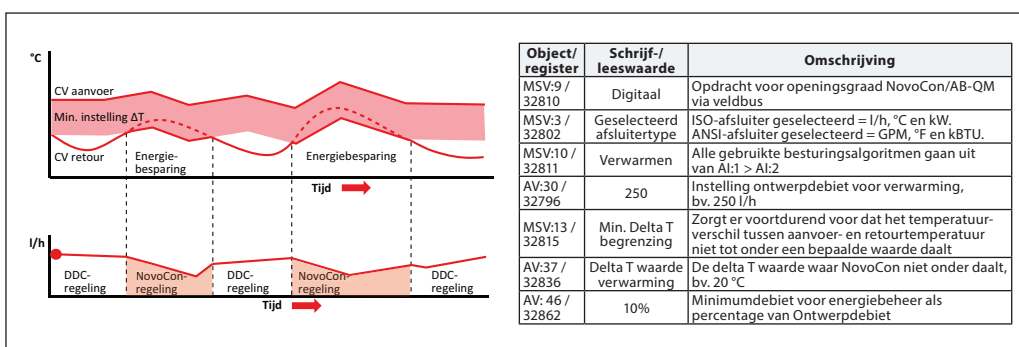 °C
CV aanvoer
Min. instelling ΔT
CV retour
Energie-
besparing
Energiebesparing
Tijd
l/h
DDC-
regeling
NovoCon-
regeling
DDC-
regeling
NovoCon-
regeling
DDC-
regeling
Tijd
Object/
register
Schrijf-/
leeswaarde
Omschrijving
MSV:9 /
32810
Digitaal
Opdracht voor openingsgraad NovoCon/AB-QM
via veldbus
MSV:3 /
32802
Geselecteerd
afsluitertype
ISO-afsluiter geselecteerd = l/h, °C en kW.
ANSI-afsluiter geselecteerd = GPM, °F en kBTU.
MSV:10 /
32811
Verwarmen
Alle gebruikte besturingsalgoritmen gaan uit
van AI:1 > AI:2
AV:30 /
32796
250
Instelling ontwerpdebiet voor verwarming,
bv. 250 l/h
MSV:13 /
32815
Min. Delta T
begrenzing
Zorgt er voortdurend voor dat het temperatuur-
verschil tussen aanvoer- en retourtemperatuur
niet tot onder een bepaalde waarde daalt
AV:37 /
32836
Delta T waarde
verwarming
De delta T waarde waar NovoCon niet onder daalt,
bv. 20 °C
AV: 46 /
32862
10%
Minimumdebiet voor energiebeheer als
percentage van Ontwerpdebiet